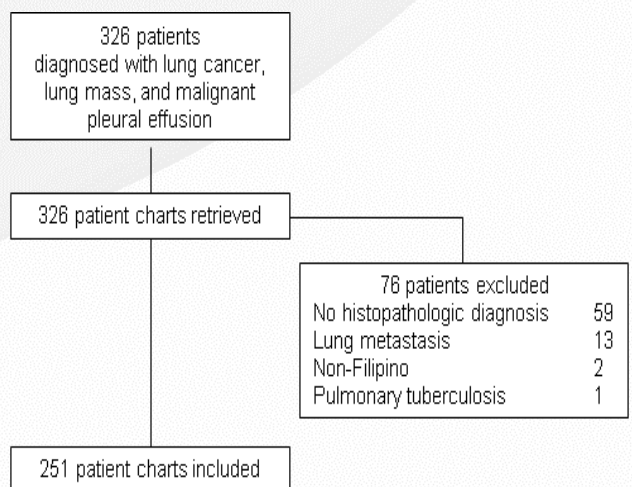 326 patients
diagnosed with lung cancer,
lung mass, and malignant
pleural effusion
326 patient charts retrieved
76 patients excluded
No histopathologic diagnosis 59
Lung metastasis 13
Non-Filipino 2
Pulmonary tuberculosis 1
251 patient charts included